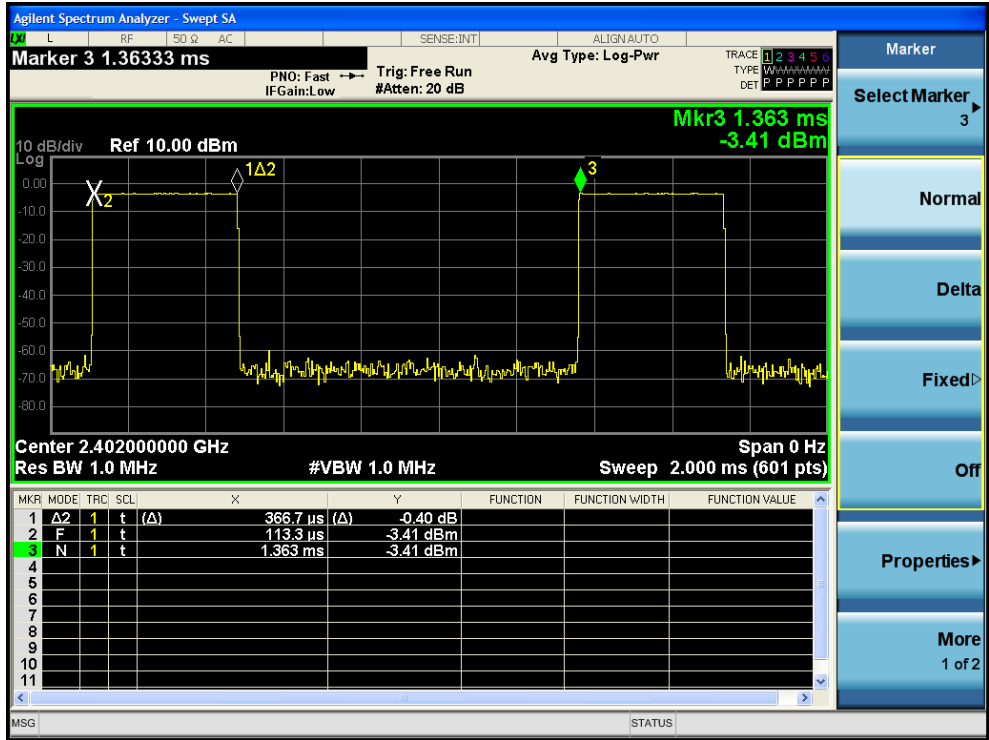 Agilent Spectrum Analyzer - Swept SA
LXI L RF 50 Ω AC SENSE:INT ALIGN AUTO
Marker 3 1.36333 ms
PNO: Fast
IFGain:Low
Trig: Free Run
#Atten: 20 dB
Avg Type: Log-Pwr
TRACE 1 2 3 4 5 6
TYPE
DET P P P P P P
Mkr3 1.363 ms
-3.41 dBm
10 dB/div Ref 10.00 dBm
Log
0.00
-10.0
-20.0
-30.0
-40.0
-50.0
-60.0
-70.0
-80.0
2
1Δ2
3
Center 2.402000000 GHz Span 0 Hz
Res BW 1.0 MHz #VBW 1.0 MHz Sweep 2.000 ms (601 pts)
MKR MODE TRC SCL X Y FUNCTION FUNCTION WIDTH FUNCTION VALUE
1 Δ2 1 t (Δ) 366.7 µs (Δ) -0.40 dB
2 F 1 t 113.3 µs -3.41 dBm
3 N 1 t 1.363 ms -3.41 dBm
4
5
6
7
8
9
10
11
MSG STATUS
Marker
Select Marker
3
Normal
Delta
Fixed
Off
Properties
More
1 of 2